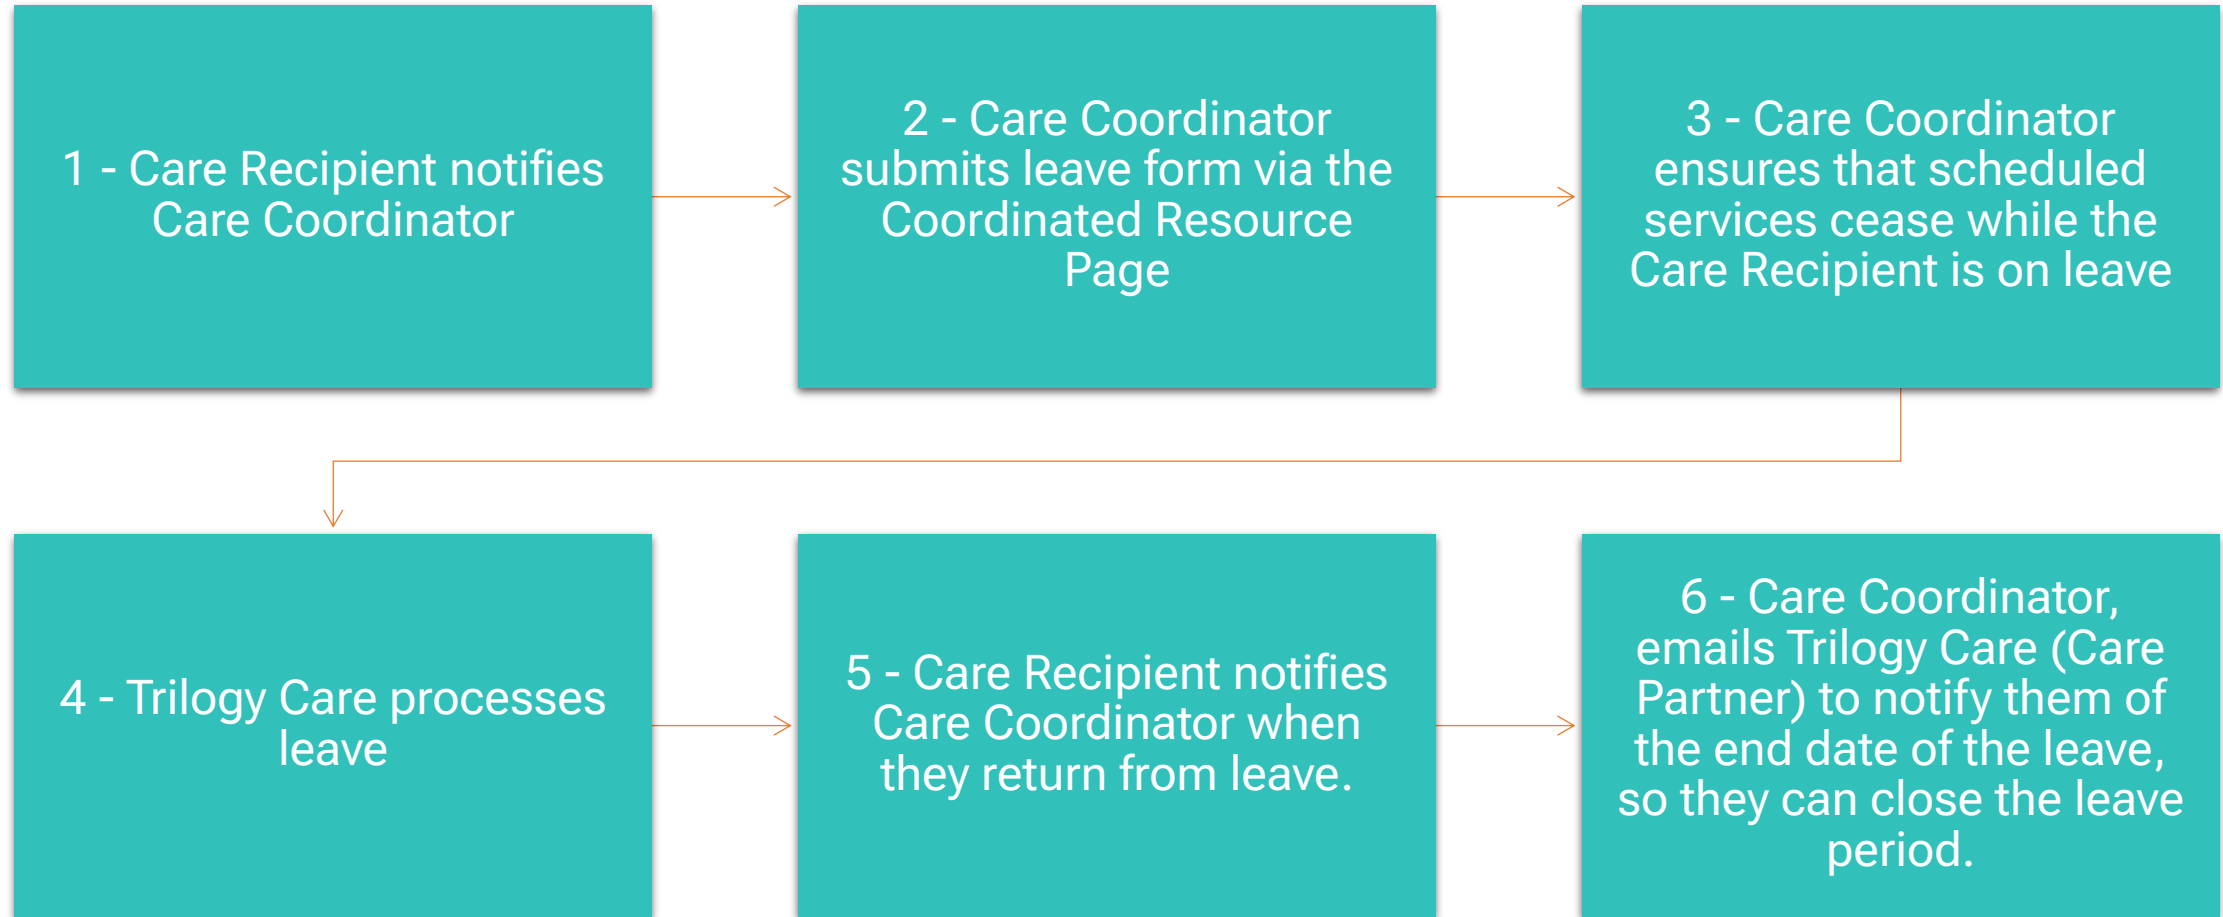 1 - Care Recipient notifies
Care Coordinator
2 - Care Coordinator
submits leave form via the
Coordinated Resource
Page
3 - Care Coordinator
ensures that scheduled
services cease while the
Care Recipient is on leave
4 - Trilogy Care processes
leave
5 - Care Recipient notifies
Care Coordinator when
they return from leave.
6 - Care Coordinator,
emails Trilogy Care (Care
Partner) to notify them of
the end date of the leave,
so they can close the leave
period.